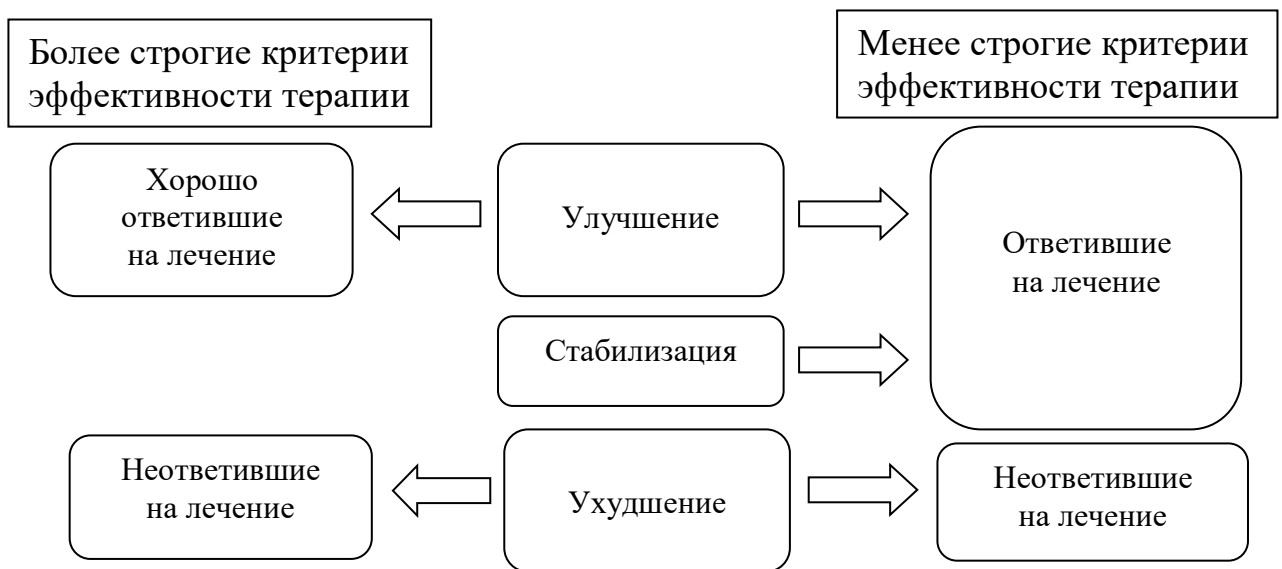 Более строгие критерии
эффективности терапии
Менее строгие критерии
эффективности терапии
Хорошо
ответившие
на лечение
Улучшение
Ответившие
на лечение
Стабилизация
Неответившие
на лечение
Ухудшение
Неответившие
на лечение